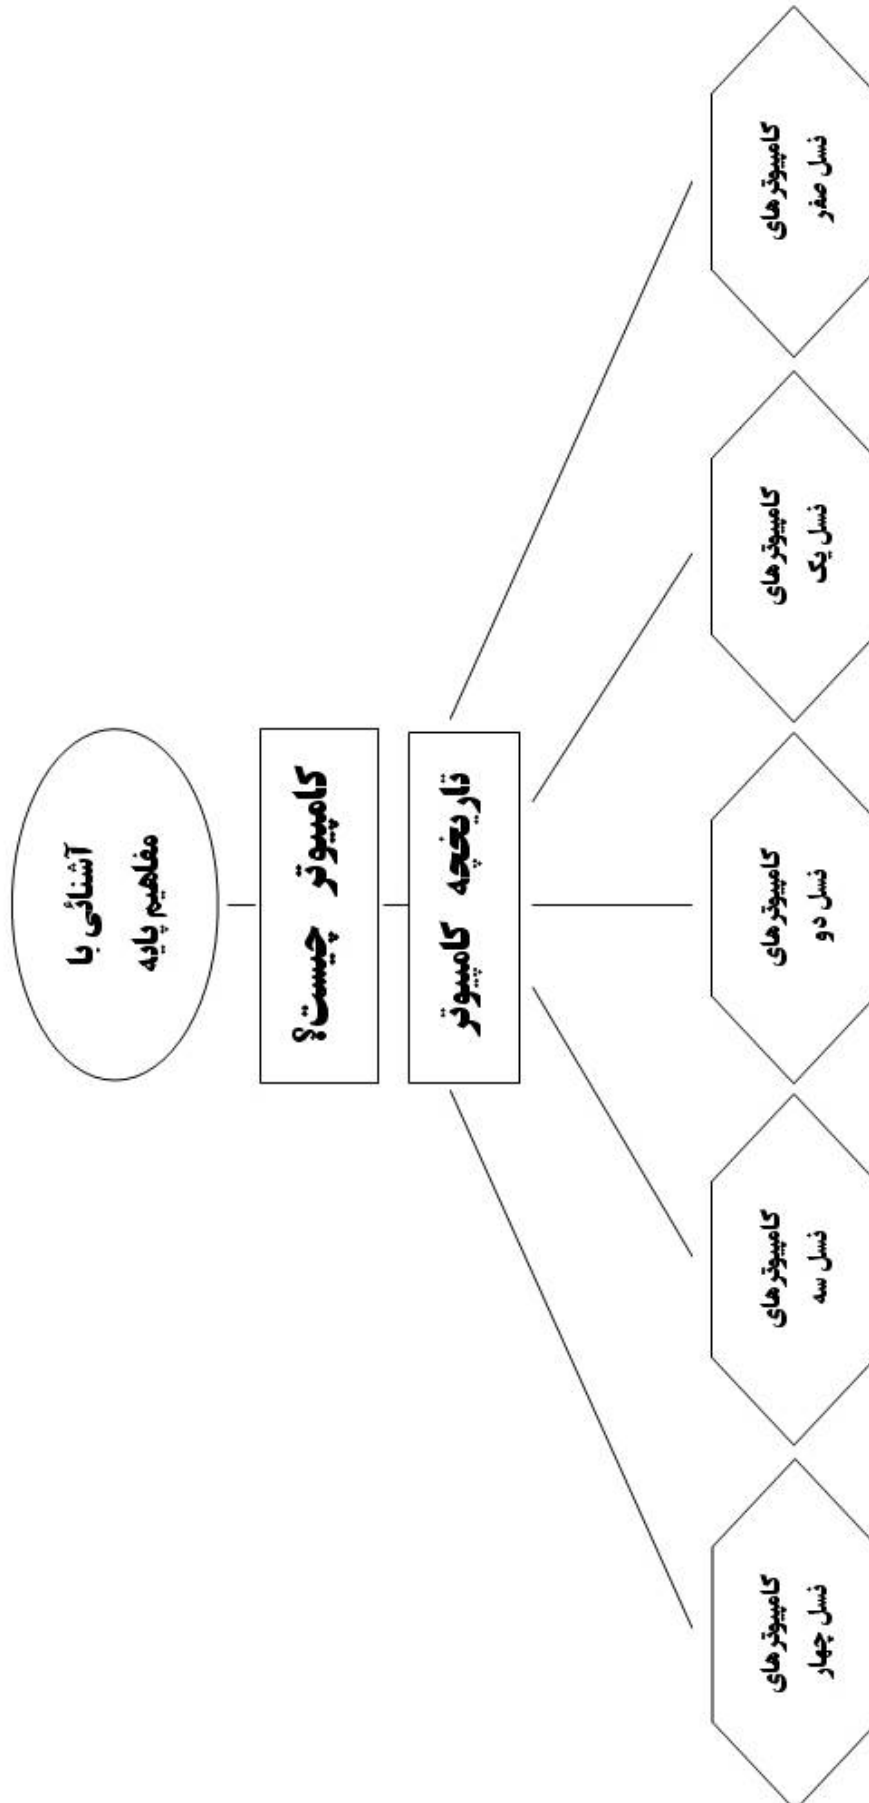 آشنائی با
مفاهیم پایه
کامپیوتر چیست؟
تاریخچه کامپیوتر
کامپیوترهای
نسل صفر
کامپیوترهای
نسل یک
کامپیوترهای
نسل دو
کامپیوترهای
نسل سه
کامپیوترهای
نسل چهار